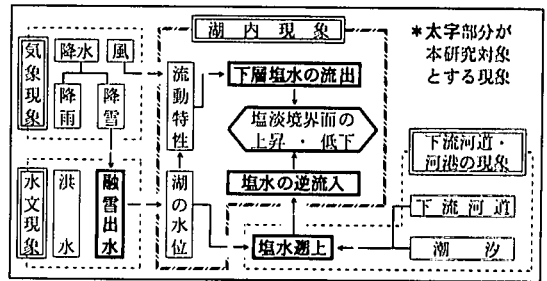 湖内現象
*太字部分が
本研究対象
とする現象
気象現象
降水
風
降雨
降雪
流動特性
下層塩水の流出
塩淡境界面の
上昇・低下
下流河道・
河港の現象
水文現象
洪水
融雪出水
湖の水位
塩水の逆流入
塩水遡上
下流河道
潮汐